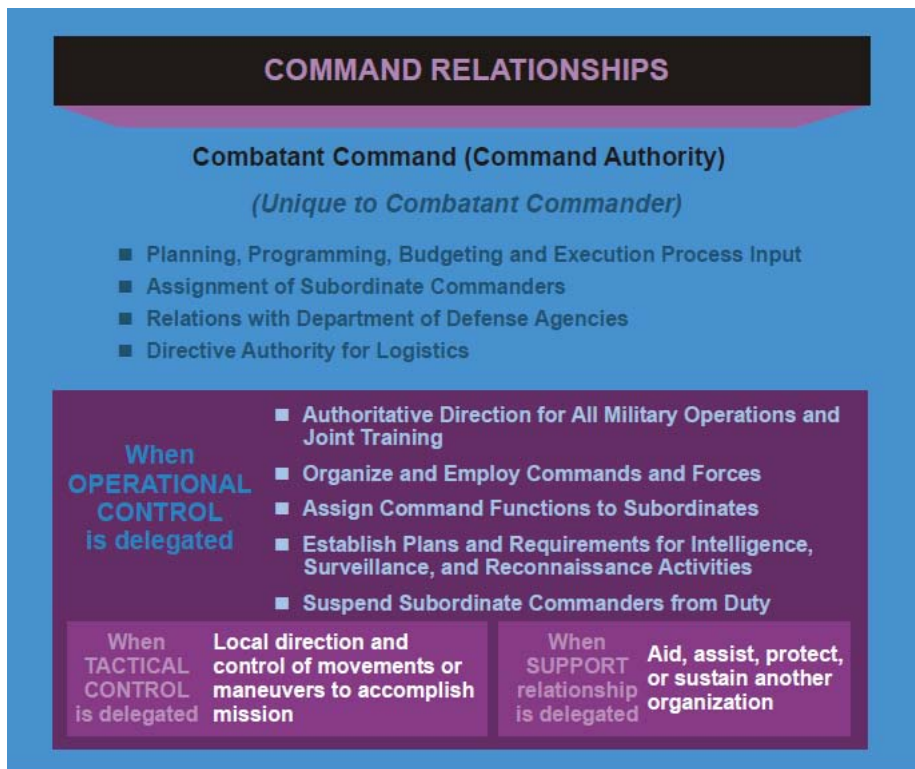 COMMAND RELATIONSHIPS
Combatant Command (Command Authority)
(Unique to Combatant Commander)
■ Planning, Programming, Budgeting and Execution Process Input
■ Assignment of Subordinate Commanders
■ Relations with Department of Defense Agencies
■ Directive Authority for Logistics
When
OPERATIONAL
CONTROL
is delegated
■ Authoritative Direction for All Military Operations and
Joint Training
■ Organize and Employ Commands and Forces
■ Assign Command Functions to Subordinates
■ Establish Plans and Requirements for Intelligence,
Surveillance, and Reconnaissance Activities
■ Suspend Subordinate Commanders from Duty
When
TACTICAL
CONTROL
is delegated
Local direction and
control of movements or
maneuvers to accomplish
mission
When
SUPPORT
relationship
is delegated
Aid, assist, protect,
or sustain another
organization